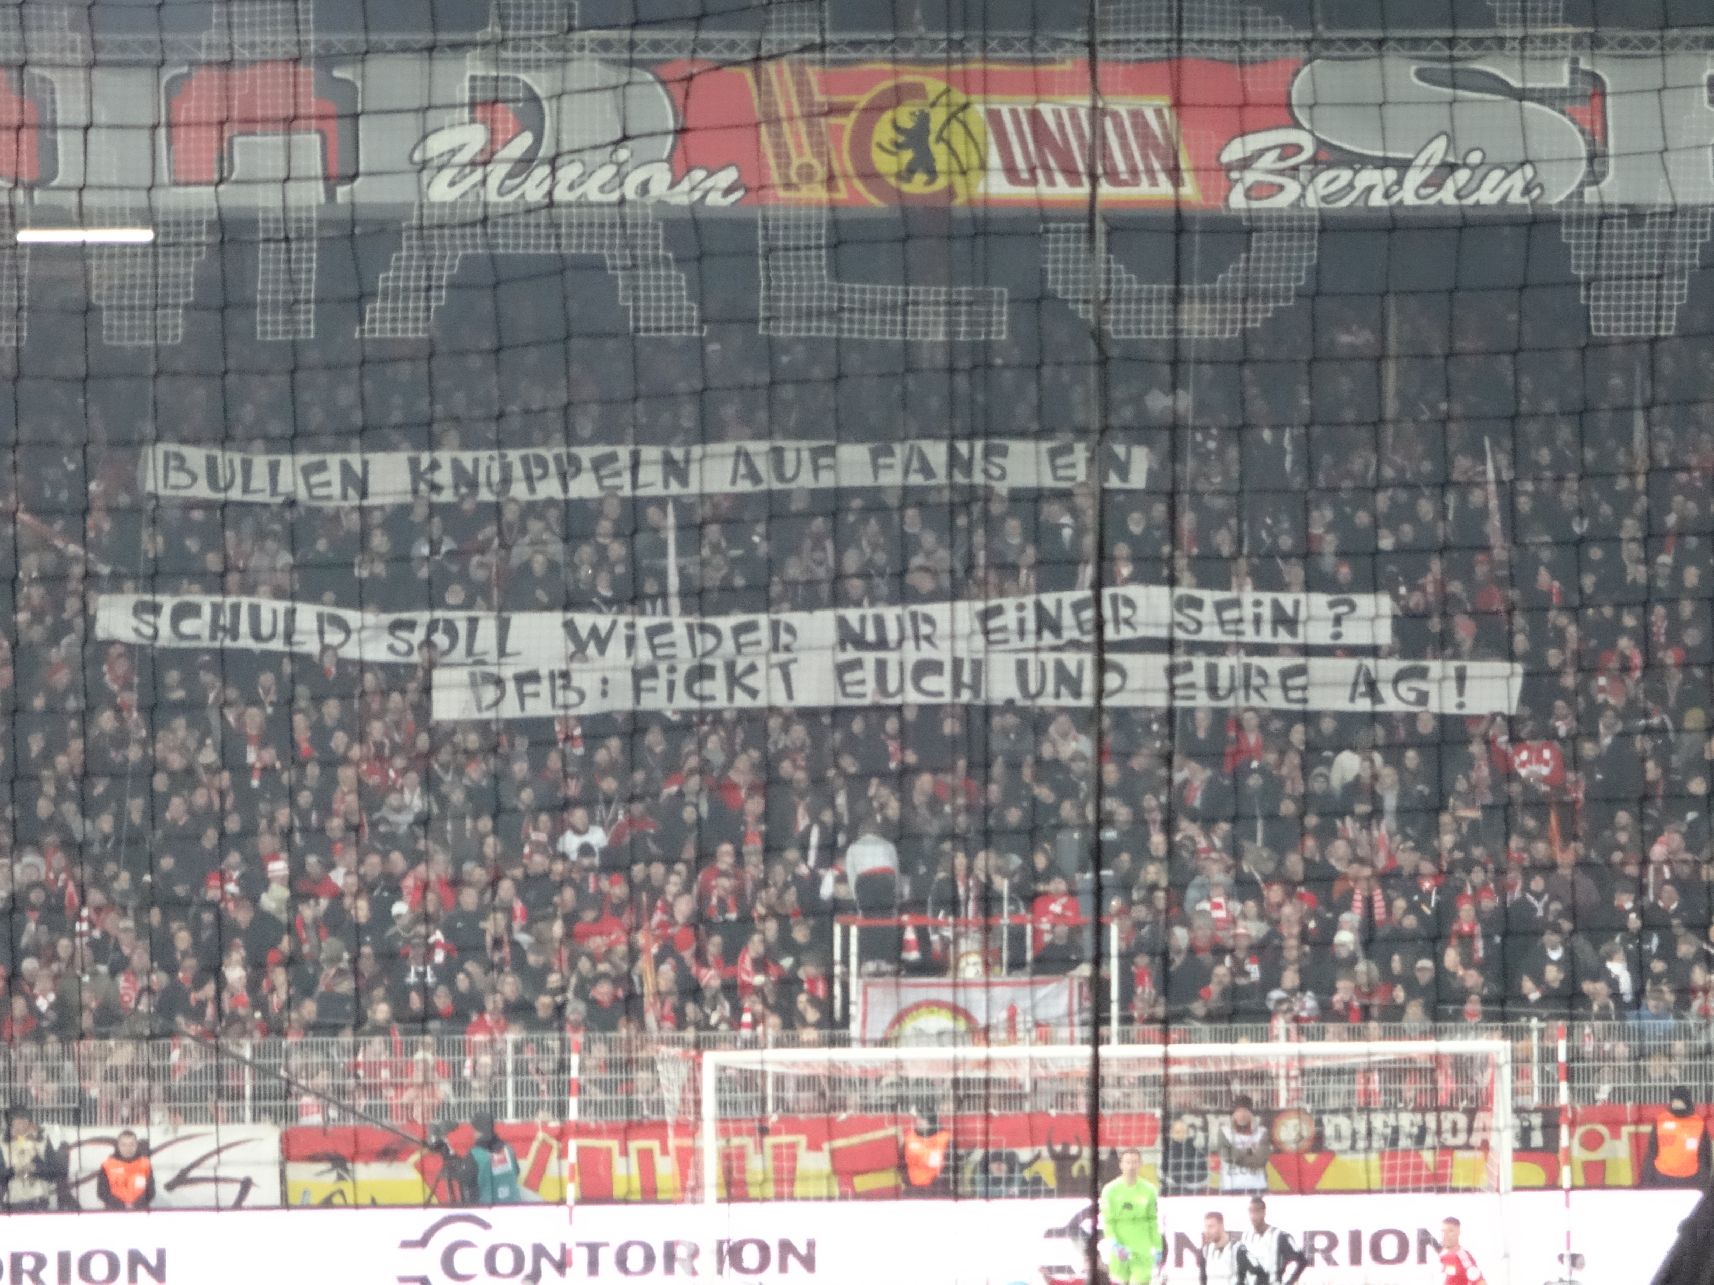 Union
UNION
Berlin
BULLEN KNÜPPELN AUF FANS EiN
SCHULD SOLL WiEDER NUR EiNER SEiN?
DFB: FiCKT EUCH UND EURE AG!
DIFFIDATI
CONTORION